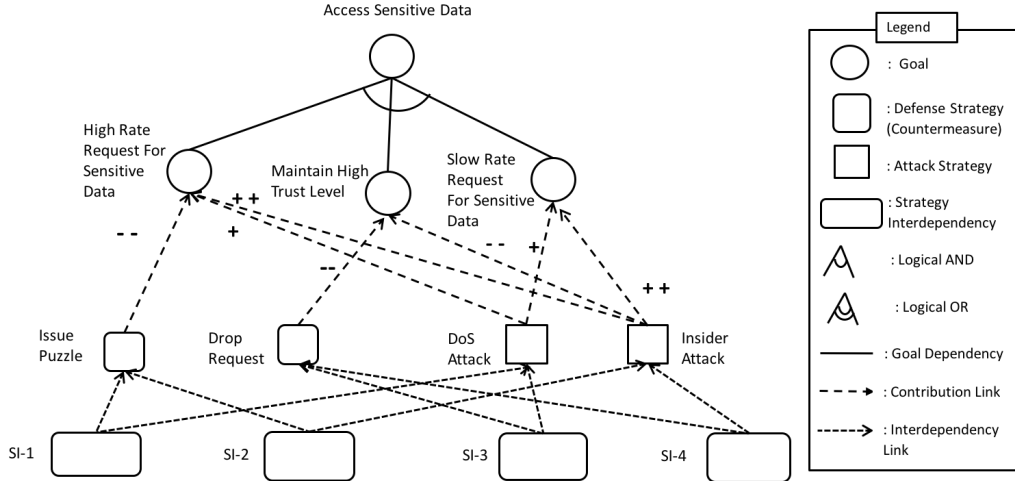 Access Sensitive Data
High Rate
Request For
Sensitive
Data
Maintain High
Trust Level
Slow Rate
Request
For Sensitive
Data
+ +
+
- -
--
- -
+
+ +
Issue
Puzzle
Drop
Request
DoS
Attack
Insider
Attack
SI-1
SI-2
SI-3
SI-4
Legend
: Goal
: Defense Strategy
(Countermeasure)
: Attack Strategy
: Strategy
Interdependency
: Logical AND
: Logical OR
: Goal Dependency
: Contribution Link
: Interdependency
Link